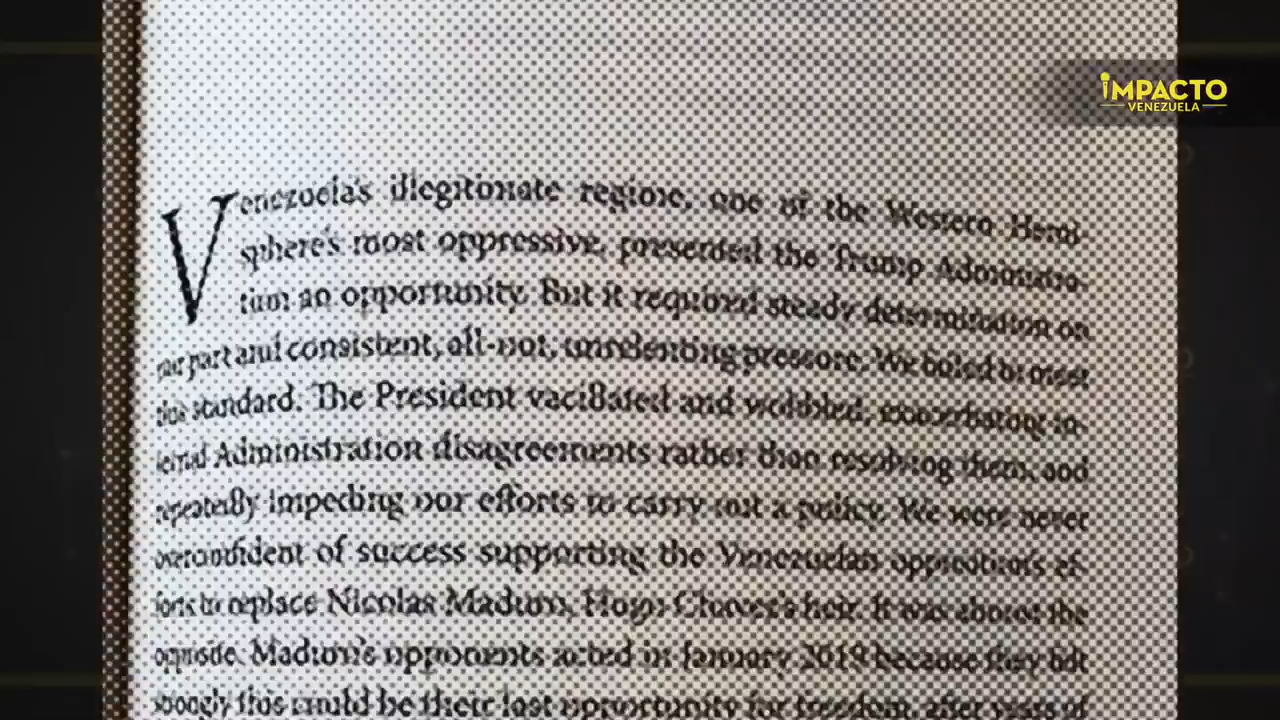 iMPACTO
VENEZUELA
Venezuela's illegitimate regime, one of the Western Hemi-
sphere's most oppressive, presented the Trump Administra-
tion an opportunity. But it required steady determination on
our part and consistent, all-out, unrelenting pressure. We failed to meet
this standard. The President vacillated and wobbled, exacerbating in-
ternal Administration disagreements rather than resolving them, and
repeatedly impeding our efforts to carry out a policy. We were never
overconfident of success supporting the Venezuelan opposition's ef-
forts to replace Nicolas Maduro, Hugo Chavez's heir. It was almost the
opposite. Maduro's opponents acted in January 2019 because they felt
strongly this could be their last opportunity for freedom, after years of